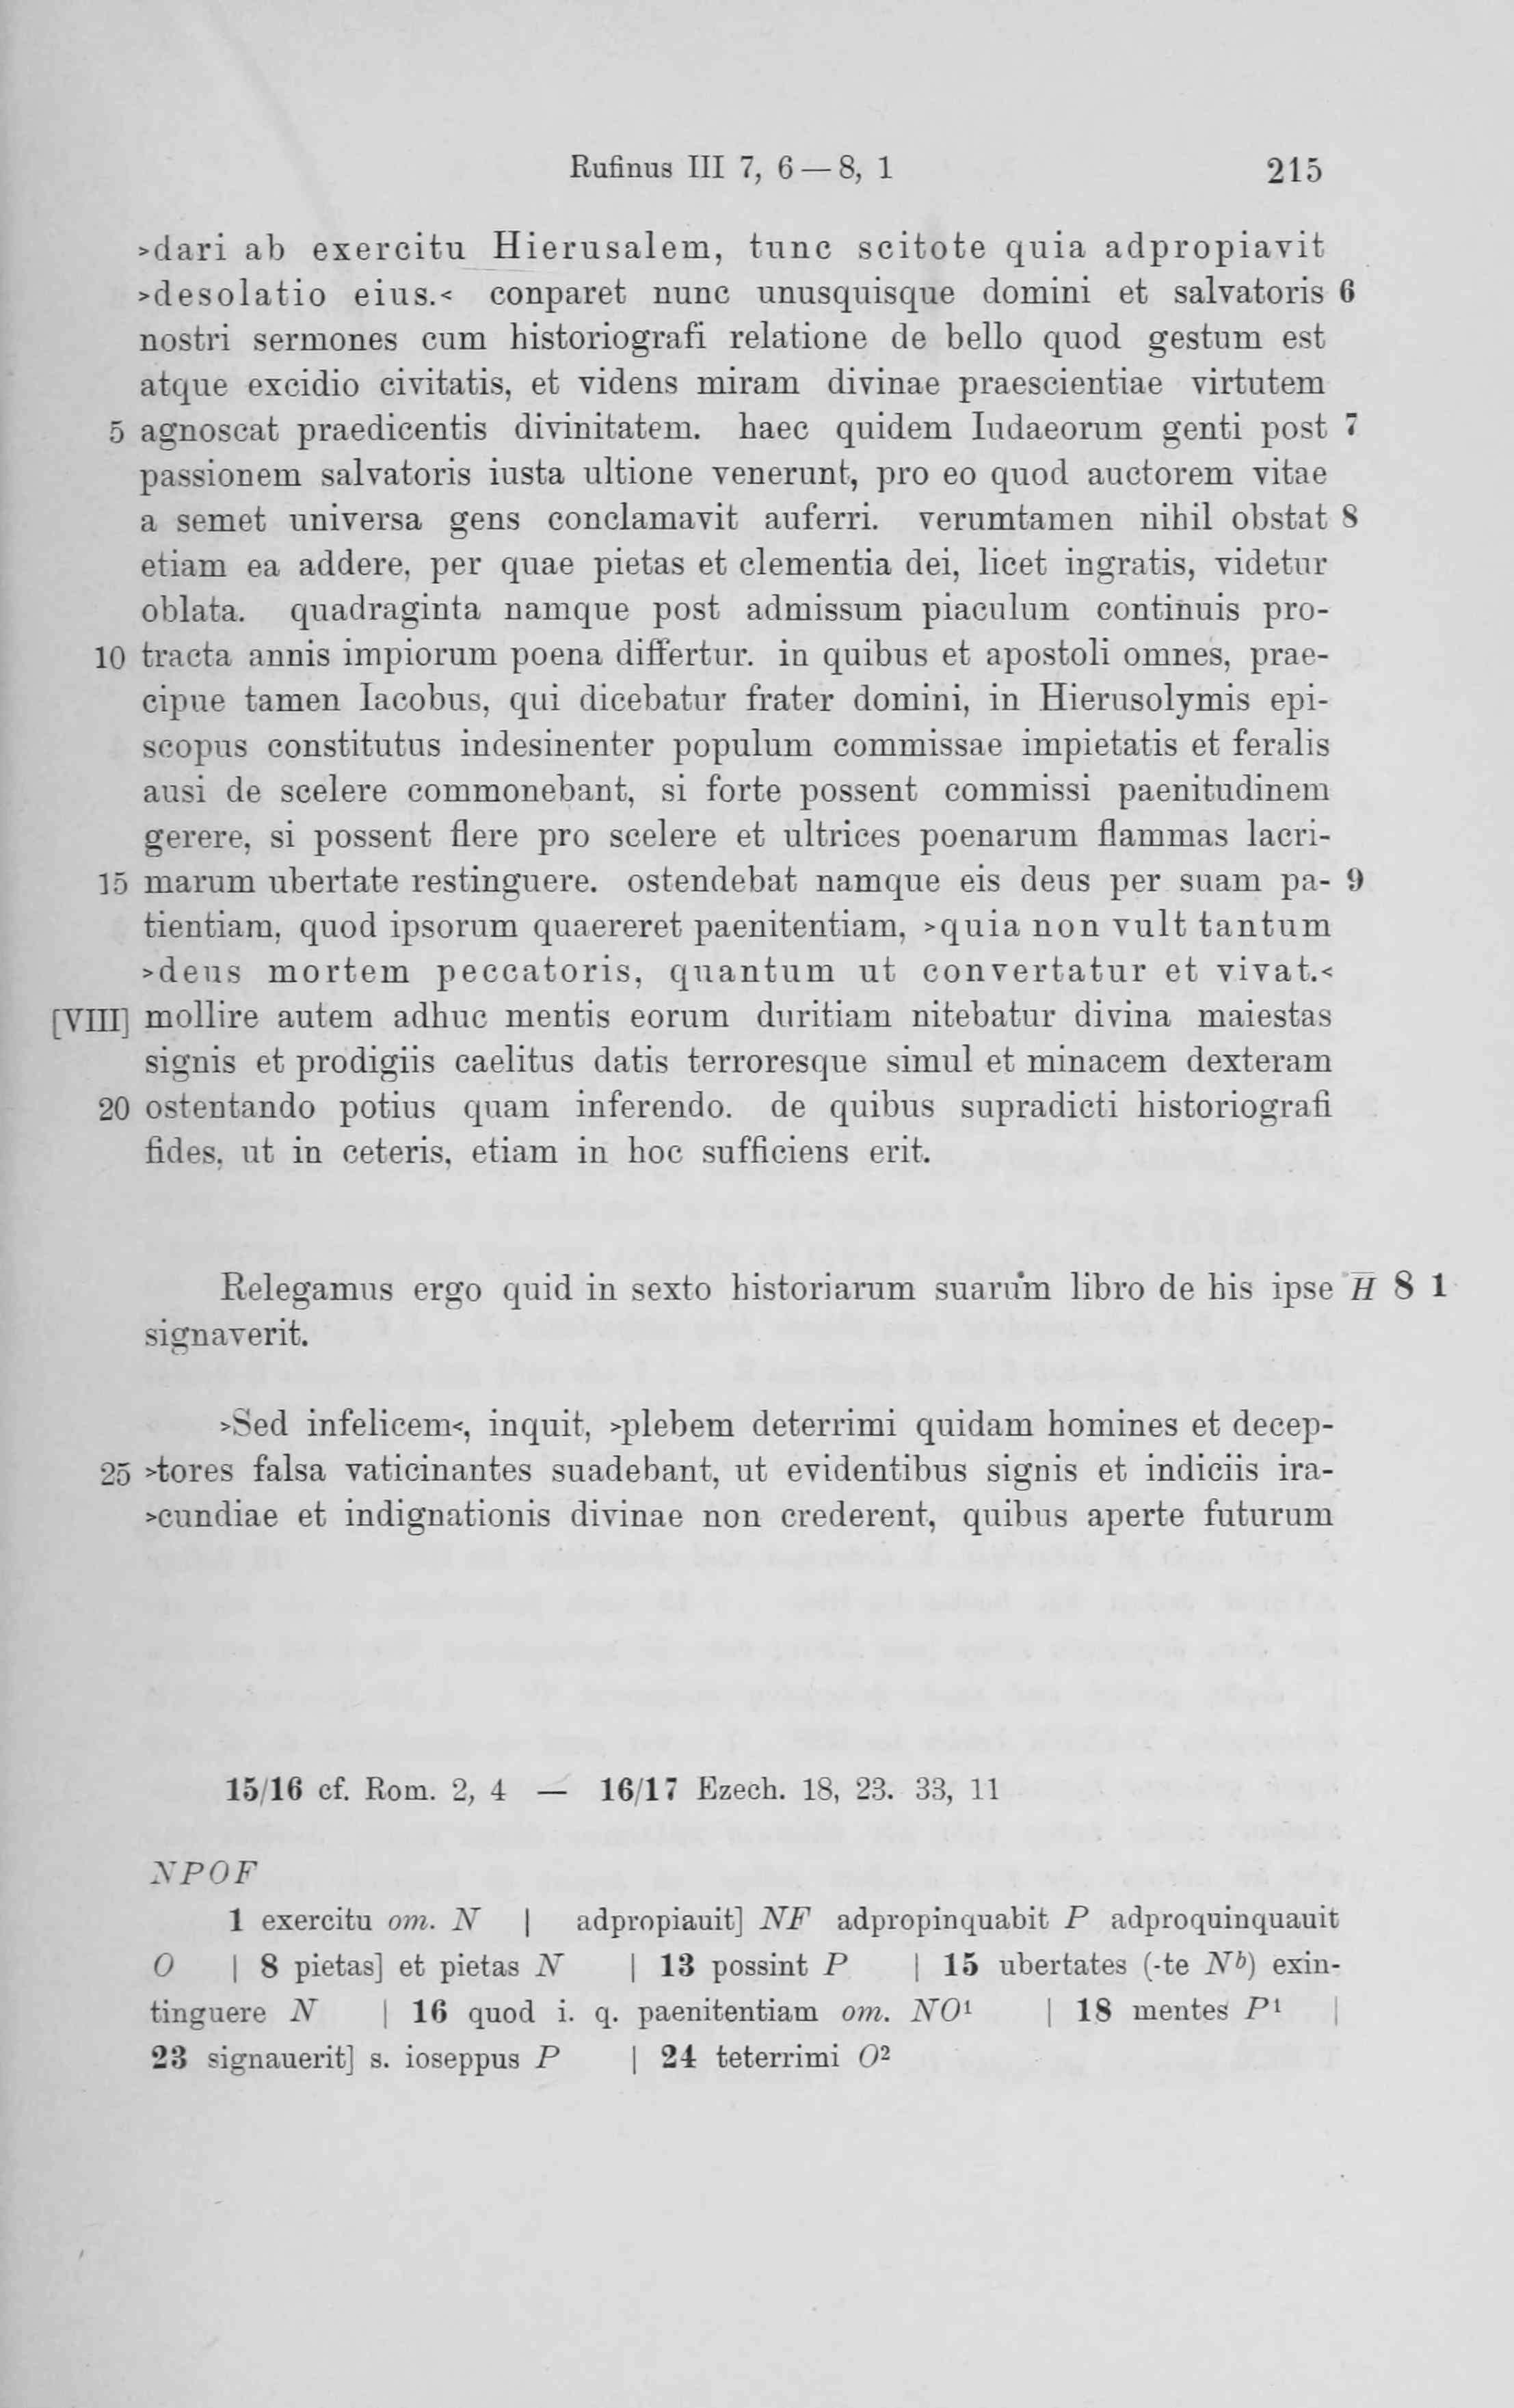 Rufinus III 7, 6 — 8, 1 215
>dari ab exercitu Hierusalem, tunc scitote quia adpropiavit
>desolatio eius.< conparet nunc unusquisque domini et salvatoris 6
nostri sermones cum historiografi relatione de bello quod gestum est
atque excidio civitatis, et videns miram divinae praescientiae virtutem
5 agnoscat praedicentis divinitatem. haec quidem Iudaeorum genti post 7
passionem salvatoris iusta ultione venerunt, pro eo quod auctorem vitae
a semet universa gens conclamavit auferri. verumtamen nihil obstat 8
etiam ea addere, per quae pietas et clementia dei, licet ingratis, videtur
oblata. quadraginta namque post admissum piaculum continuis pro-
10 tracta annis impiorum poena differtur. in quibus et apostoli omnes, prae-
cipue tamen Iacobus, qui dicebatur frater domini, in Hierusolymis epi-
scopus constitutus indesinenter populum commissae impietatis et feralis
ausi de scelere commonebant, si forte possent commissi paenitudinem
gerere, si possent flere pro scelere et ultrices poenarum flammas lacri-
15 marum ubertate restinguere. ostendebat namque eis deus per suam pa- 9
tientiam, quod ipsorum quaereret paenitentiam, >quia non vult tantum
>deus mortem peccatoris, quantum ut convertatur et vivat.<
[VIII] mollire autem adhuc mentis eorum duritiam nitebatur divina maiestas
signis et prodigiis caelitus datis terroresque simul et minacem dexteram
20 ostentando potius quam inferendo. de quibus supradicti historiografi
fides, ut in ceteris, etiam in hoc sufficiens erit.
Relegamus ergo quid in sexto historiarum suarum libro de his ipse H 8 1
signaverit.
>Sed infelicem<, inquit, >plebem deterrimi quidam homines et decep-
25 >tores falsa vaticinantes suadebant, ut evidentibus signis et indiciis ira-
>cundiae et indignationis divinae non crederent, quibus aperte futurum
15/16 cf. Rom. 2, 4 — 16/17 Ezech. 18, 23. 33, 11
NPOF
1 exercitu om. N | adpropiauit] NF adpropinquabit P adproquinquauit
O | 8 pietas] et pietas N | 13 possint P | 15 ubertates (-te Nᵇ) exin-
tinguere N | 16 quod i. q. paenitentiam om. NO¹ | 18 mentes P¹ |
23 signauerit] s. ioseppus P | 24 teterrimi O²